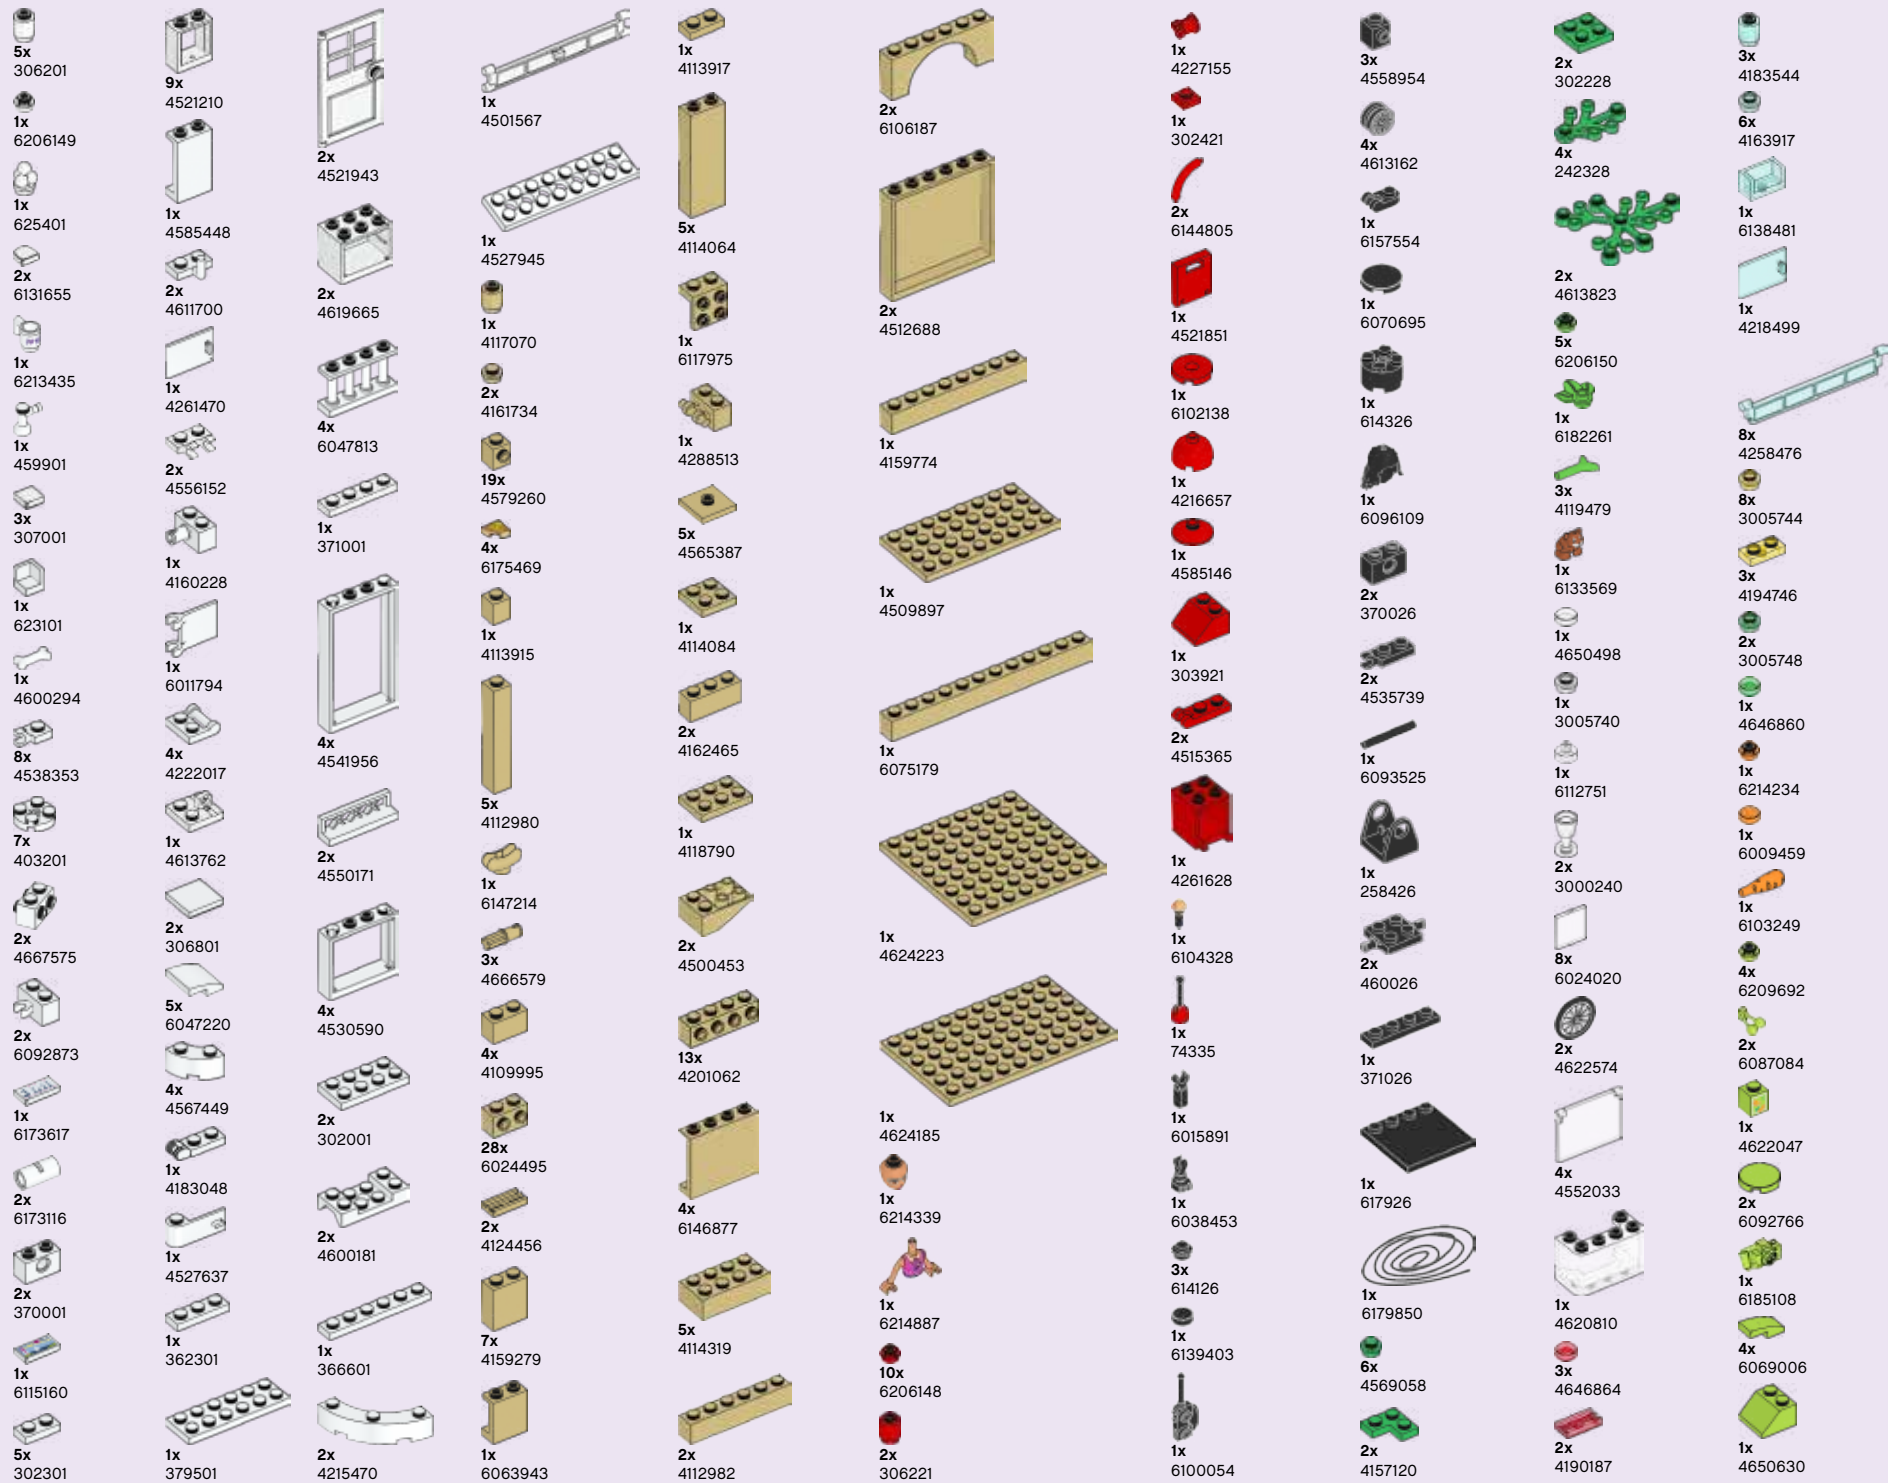 5x
306201
1x
6206149
1x
625401
2x
6131655
1x
6213435
1x
459901
3x
307001
1x
623101
1x
4600294
8x
4538353
7x
403201
2x
4667575
2x
6092873
1x
6173617
2x
6173116
2x
370001
1x
6115160
5x
302301
9x
4521210
1x
4585448
2x
4611700
1x
4261470
2x
4556152
1x
4160228
1x
6011794
4x
4222017
1x
4613762
2x
306801
5x
6047220
4x
4567449
1x
4183048
1x
4527637
1x
362301
1x
379501
2x
4521943
2x
4619665
4x
6047813
1x
371001
4x
4541956
2x
4550171
4x
4530590
2x
302001
2x
4600181
1x
366601
2x
4215470
1x
4501567
1x
4527945
1x
4117070
2x
4161734
19x
4579260
4x
6175469
1x
4113915
5x
4112980
1x
6147214
3x
4666579
4x
4109995
28x
6024495
2x
4124456
7x
4159279
1x
6063943
1x
4113917
5x
4114064
1x
6117975
1x
4288513
5x
4565387
1x
4114084
2x
4162465
1x
4118790
2x
4500453
13x
4201062
4x
6146877
5x
4114319
2x
4112982
2x
6106187
2x
4512688
1x
4159774
1x
4509897
1x
6075179
1x
4624223
1x
4624185
1x
6214339
1x
6214887
10x
6206148
2x
306221
1x
4227155
1x
302421
2x
6144805
1x
4521851
1x
6102138
1x
4216657
1x
4585146
1x
303921
2x
4515365
1x
4261628
1x
6104328
1x
74335
1x
6015891
1x
6038453
3x
614126
1x
6139403
1x
6100054
3x
4558954
4x
4613162
1x
6157554
1x
6070695
1x
614326
1x
6096109
2x
370026
2x
4535739
1x
6093525
1x
258426
2x
460026
1x
371026
1x
617926
1x
6179850
6x
4569058
2x
4157120
2x
302228
4x
242328
2x
4613823
5x
6206150
1x
6182261
3x
4119479
1x
6133569
1x
4650498
1x
3005740
1x
6112751
2x
3000240
8x
6024020
2x
4622574
4x
4552033
1x
4620810
3x
4646864
2x
4190187
3x
4183544
6x
4163917
1x
6138481
1x
4218499
8x
4258476
8x
3005744
3x
4194746
2x
3005748
1x
4646860
1x
6214234
1x
6009459
1x
6103249
4x
6209692
2x
6087084
1x
4622047
2x
6092766
1x
6185108
4x
6069006
1x
4650630